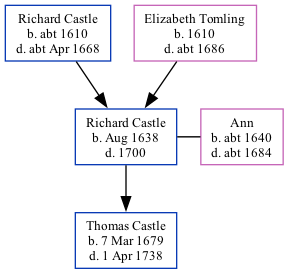 Richard Castle
b. abt 1610
d. abt Apr 1668
Elizabeth Tomling
b. 1610
d. abt 1686
Richard Castle
b. Aug 1638
d. 1700
Ann
b. abt 1640
d. abt 1684
Thomas Castle
b. 7 Mar 1679
d. 1 Apr 1738